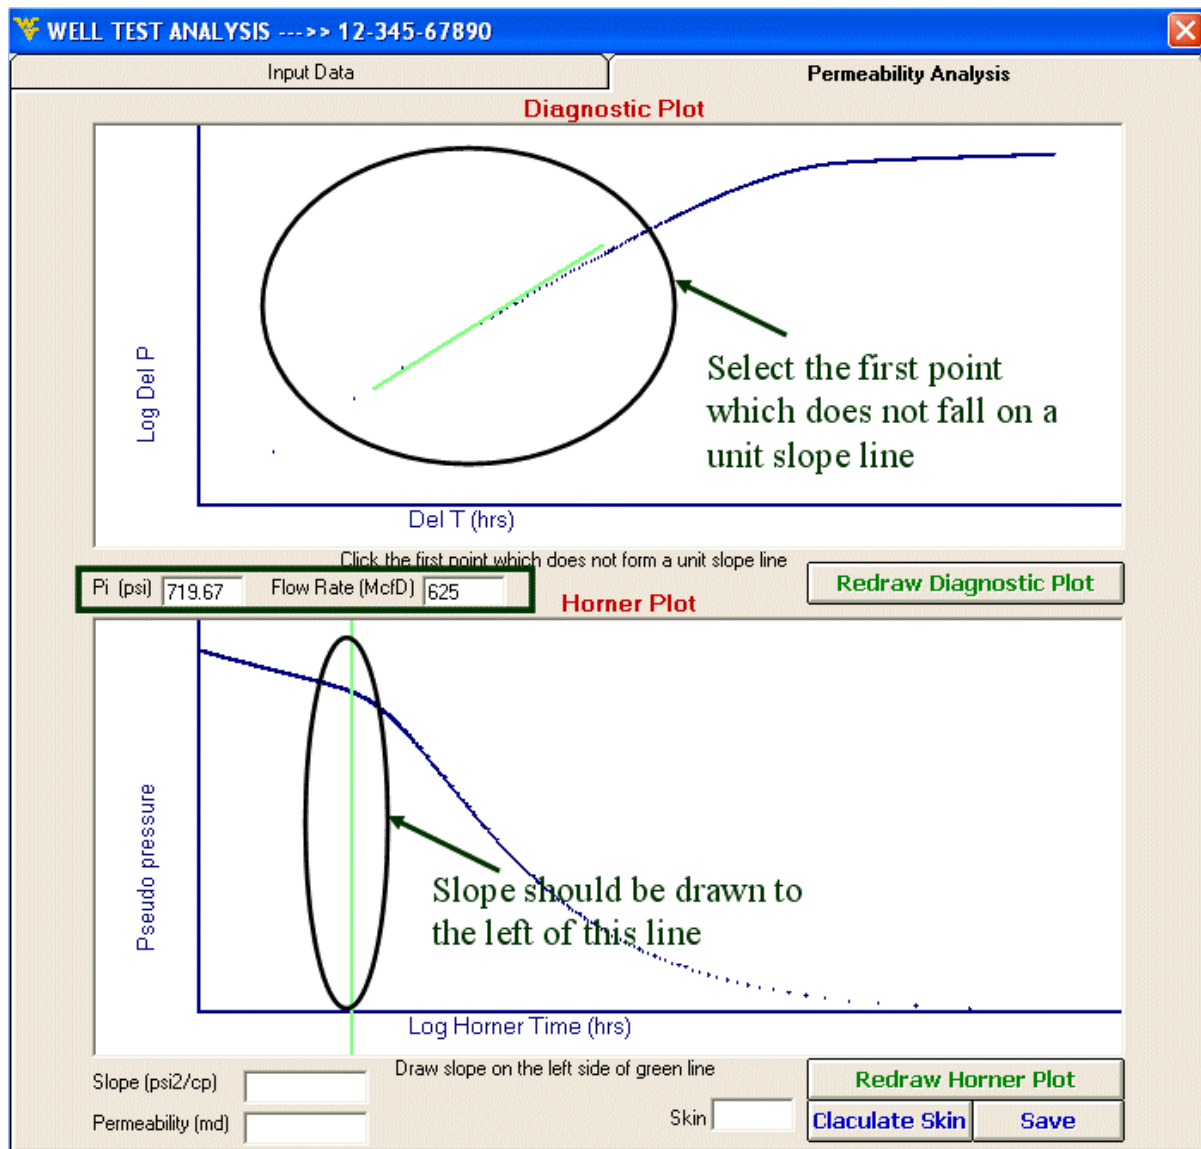 WELL TEST ANALYSIS --->> 12-345-67890
Input Data
Permeability Analysis
Diagnostic Plot
Log Del P
Select the first point
which does not fall on a
unit slope line
Del T (hrs)
Click the first point which does not form a unit slope line
Pi (psi) 719.67 Flow Rate (McfD) 625
Redraw Diagnostic Plot
Horner Plot
Pseudo pressure
Slope should be drawn to
the left of this line
Log Horner Time (hrs)
Draw slope on the left side of green line
Slope (psi2/cp)
Redraw Horner Plot
Permeability (md)
Skin
Claculate Skin
Save